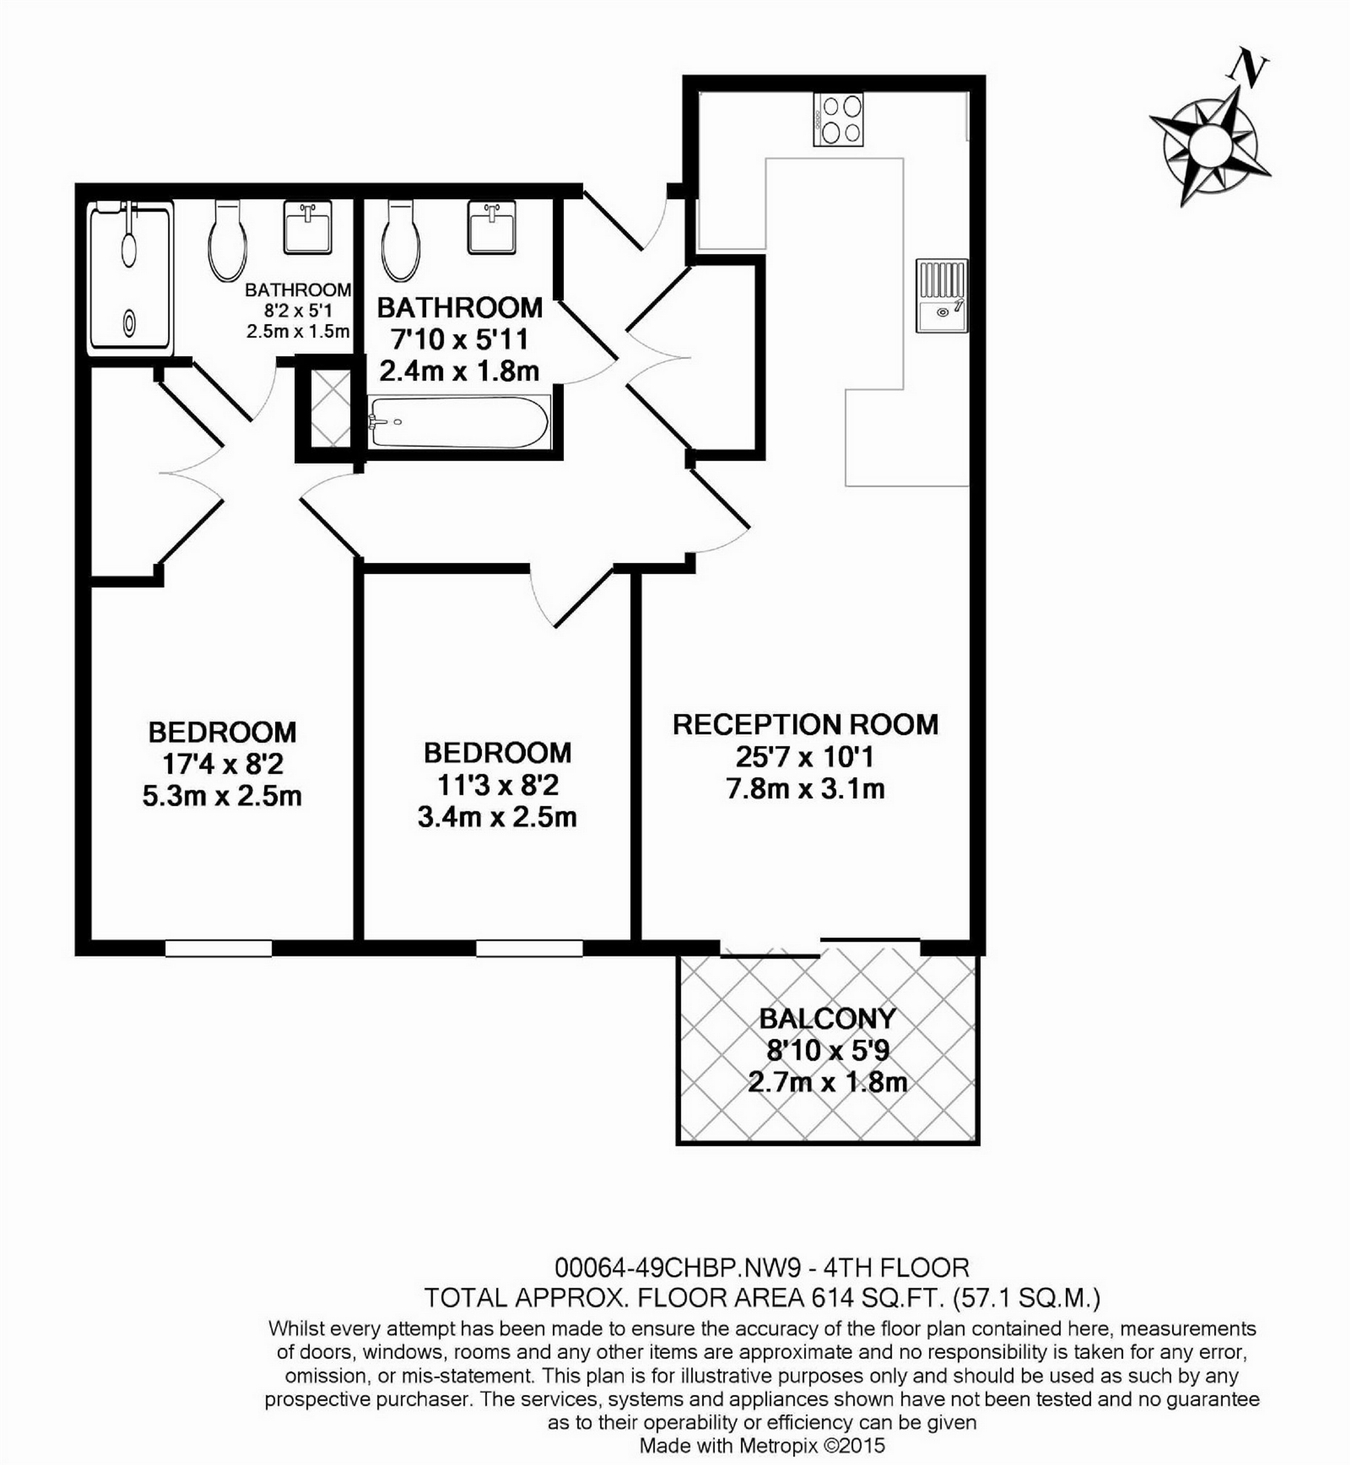 N
BATHROOM
8'2 x 5'1
2.5m x 1.5m
BATHROOM
7'10 x 5'11
2.4m x 1.8m
BEDROOM
17'4 x 8'2
5.3m x 2.5m
BEDROOM
11'3 x 8'2
3.4m x 2.5m
RECEPTION ROOM
25'7 x 10'1
7.8m x 3.1m
BALCONY
8'10 x 5'9
2.7m x 1.8m
00064-49CHBP.NW9 - 4TH FLOOR
TOTAL APPROX. FLOOR AREA 614 SQ.FT. (57.1 SQ.M.)
Whilst every attempt has been made to ensure the accuracy of the floor plan contained here, measurements
of doors, windows, rooms and any other items are approximate and no responsibility is taken for any error,
omission, or mis-statement. This plan is for illustrative purposes only and should be used as such by any
prospective purchaser. The services, systems and appliances shown have not been tested and no guarantee
as to their operability or efficiency can be given
Made with Metropix ©2015